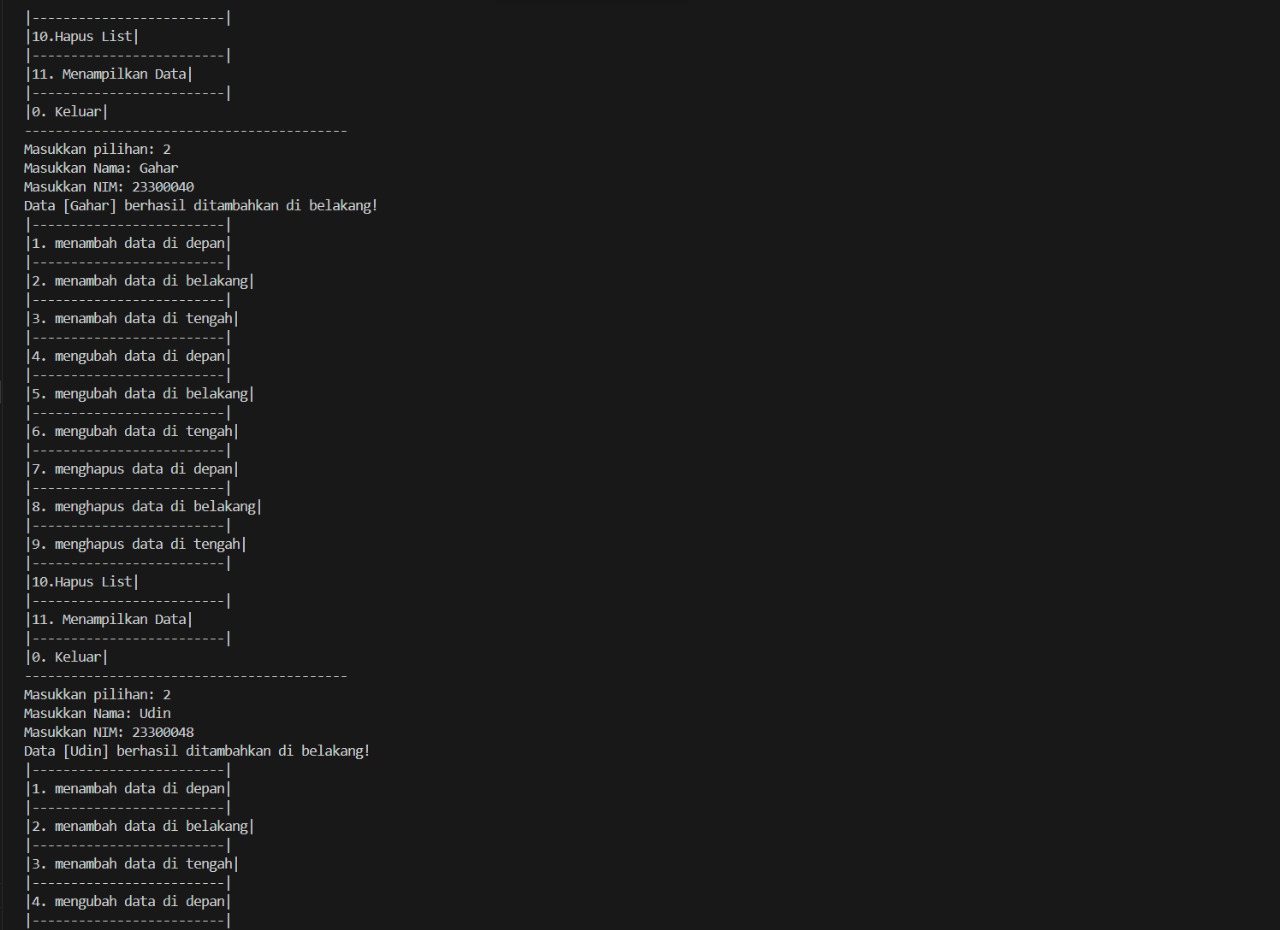 |-------------------------|
|10.Hapus List|
|-------------------------|
|11. Menampilkan Data|
|-------------------------|
|0. Keluar|
------------------------------------------
Masukkan pilihan: 2
Masukkan Nama: Gahar
Masukkan NIM: 23300040
Data [Gahar] berhasil ditambahkan di belakang!
|-------------------------|
|1. menambah data di depan|
|-------------------------|
|2. menambah data di belakang|
|-------------------------|
|3. menambah data di tengah|
|-------------------------|
|4. mengubah data di depan|
|-------------------------|
|5. mengubah data di belakang|
|-------------------------|
|6. mengubah data di tengah|
|-------------------------|
|7. menghapus data di depan|
|-------------------------|
|8. menghapus data di belakang|
|-------------------------|
|9. menghapus data di tengah|
|-------------------------|
|10.Hapus List|
|-------------------------|
|11. Menampilkan Data|
|-------------------------|
|0. Keluar|
------------------------------------------
Masukkan pilihan: 2
Masukkan Nama: Udin
Masukkan NIM: 23300048
Data [Udin] berhasil ditambahkan di belakang!
|-------------------------|
|1. menambah data di depan|
|-------------------------|
|2. menambah data di belakang|
|-------------------------|
|3. menambah data di tengah|
|-------------------------|
|4. mengubah data di depan|
|-------------------------|